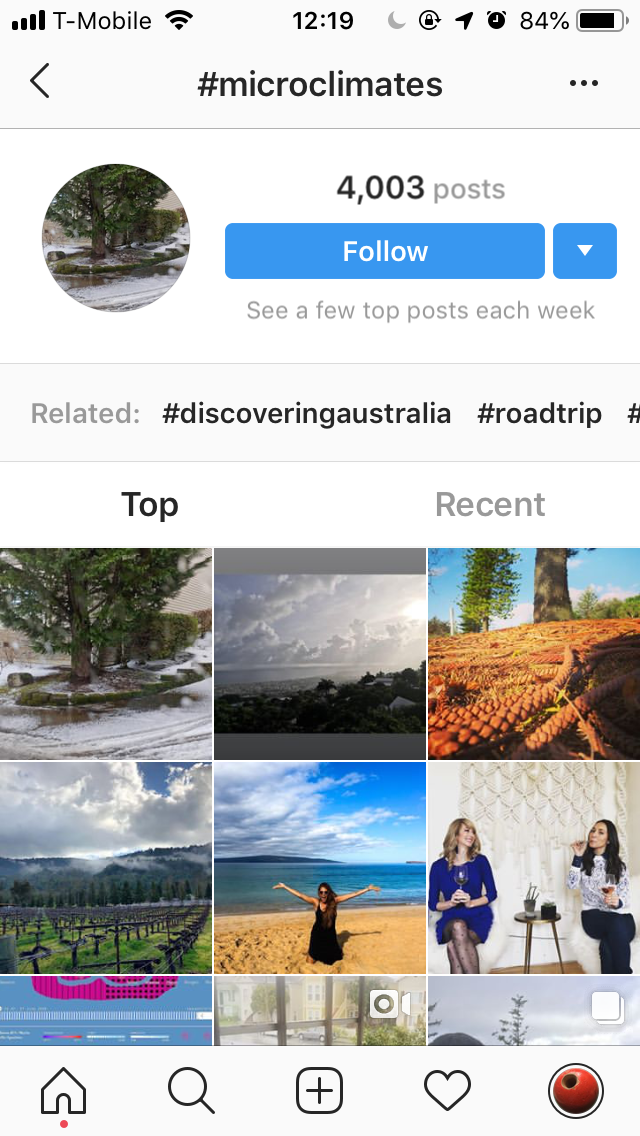 T-Mobile 12:19 84%
#microclimates
4,003 posts
Follow
See a few top posts each week
Related: #discoveringaustralia #roadtrip #
Top Recent